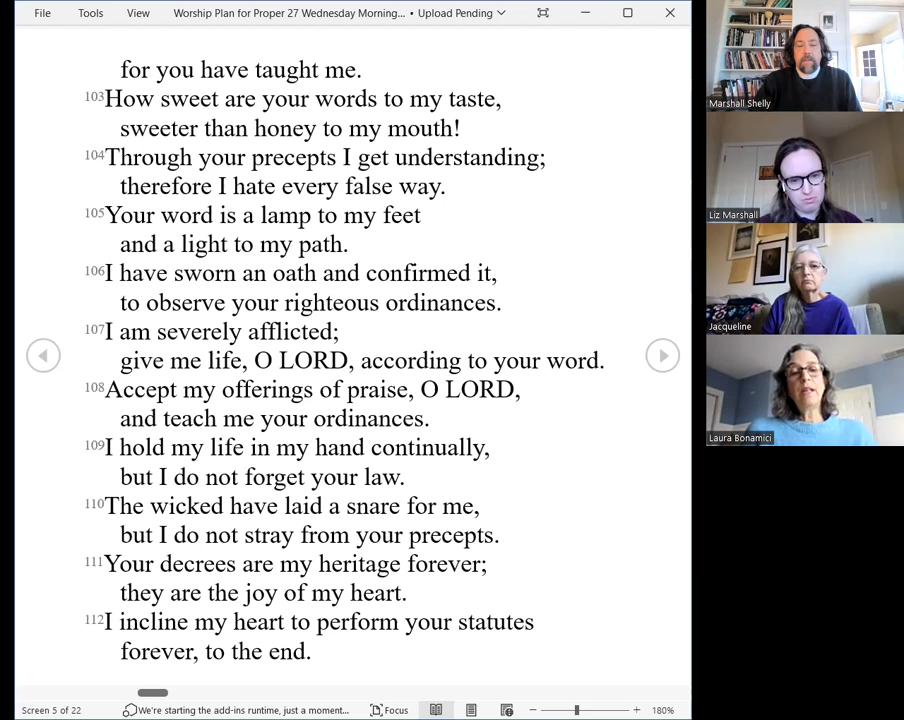 File Tools Worship Plan for Proper 27 Wednesday Morning... • Upload Pending
for you have taught me.
103How sweet are your words to my taste,
sweeter than honey to my mouth!
104Through your precepts I get understanding;
therefore I hate every false way.
105Your word is a lamp to my feet
and a light to my path.
106I have sworn an oath and confirmed it,
to observe your righteous ordinances.
107I am severely afflicted;
give me life, O LORD, according to your word.
108Accept my offerings of praise, O LORD,
and teach me your ordinances.
109I hold my life in my hand continually,
but I do not forget your law.
110The wicked have laid a snare for me,
but I do not stray from your precepts.
111Your decrees are my heritage forever;
they are the joy of my heart.
112I incline my heart to perform your statutes
forever, to the end.
Screen 5 of 22 We're starting the add-ins runtime, just a moment... Focus 180%
Marshall Shelly
Liz Marshall
Jacqueline
Laura Bonamici